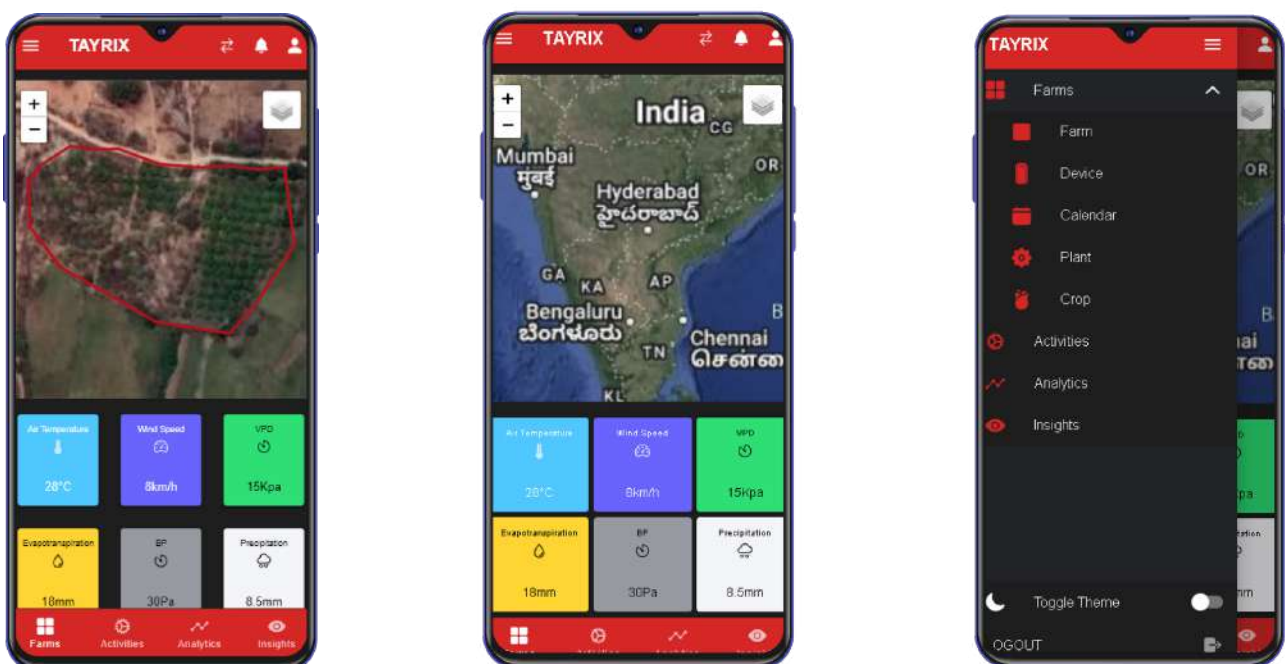 TAYRIX
+
−
Air Temperature
Wind Speed
VPD
28°C
8km/h
15Kpa
Evapotranspiration
BP
Precipitation
18mm
30Pa
8.5mm
Farms
Activities
Analytics
Insights
TAYRIX
+
−
India
CG
Mumbai
मुंबई
OR
Hyderabad
హైదరాబాద్
GA
KA
AP
Bengaluru
ಬೆಂಗಳೂರು
B
Chennai
TN
சென்னை
KL
Air Temperature
Wind Speed
VPD
28°C
8km/h
15Kpa
Evapotranspiration
BP
Precipitation
18mm
30Pa
8.5mm
TAYRIX
Farms
Farm
Device
OR
Calendar
Plant
Crop
B
Activities
nai
Analytics
Insights
Toggle Theme
OGOUT